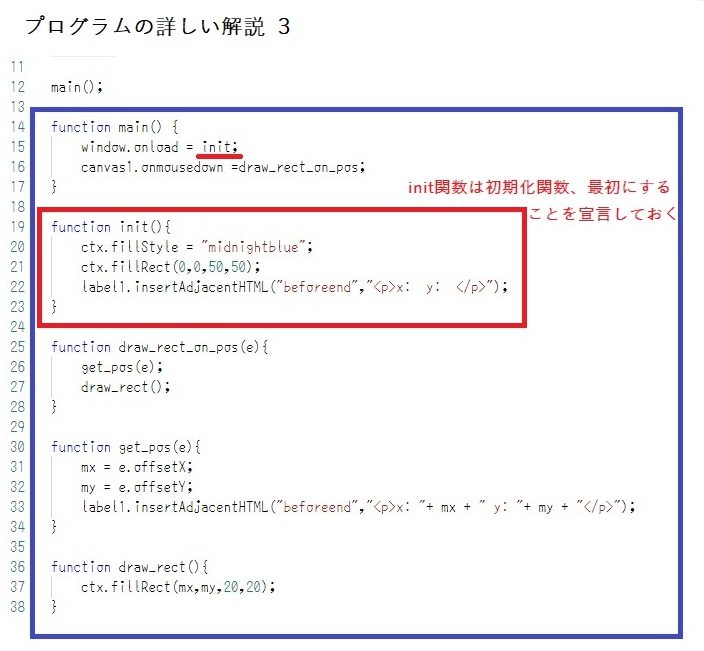 プログラムの詳しい解説 3
11
12 main();
13
14 function main() {
15 window.onload = init;
16 canvas1.onmousedown =draw_rect_on_pos;
17 }
init関数は初期化関数、最初にする
18
ことを宣言しておく
19 function init(){
20 ctx.fillStyle = "midnightblue";
21 ctx.fillRect(0,0,50,50);
22 label1.insertAdjacentHTML("beforeend","<p>x:  y:  </p>");
23 }
24
25 function draw_rect_on_pos(e){
26 get_pos(e);
27 draw_rect();
28 }
29
30 function get_pos(e){
31 mx = e.offsetX;
32 my = e.offsetY;
33 label1.insertAdjacentHTML("beforeend","<p>x: "+ mx + " y: "+ my + "</p>");
34 }
35
36 function draw_rect(){
37 ctx.fillRect(mx,my,20,20);
38 }